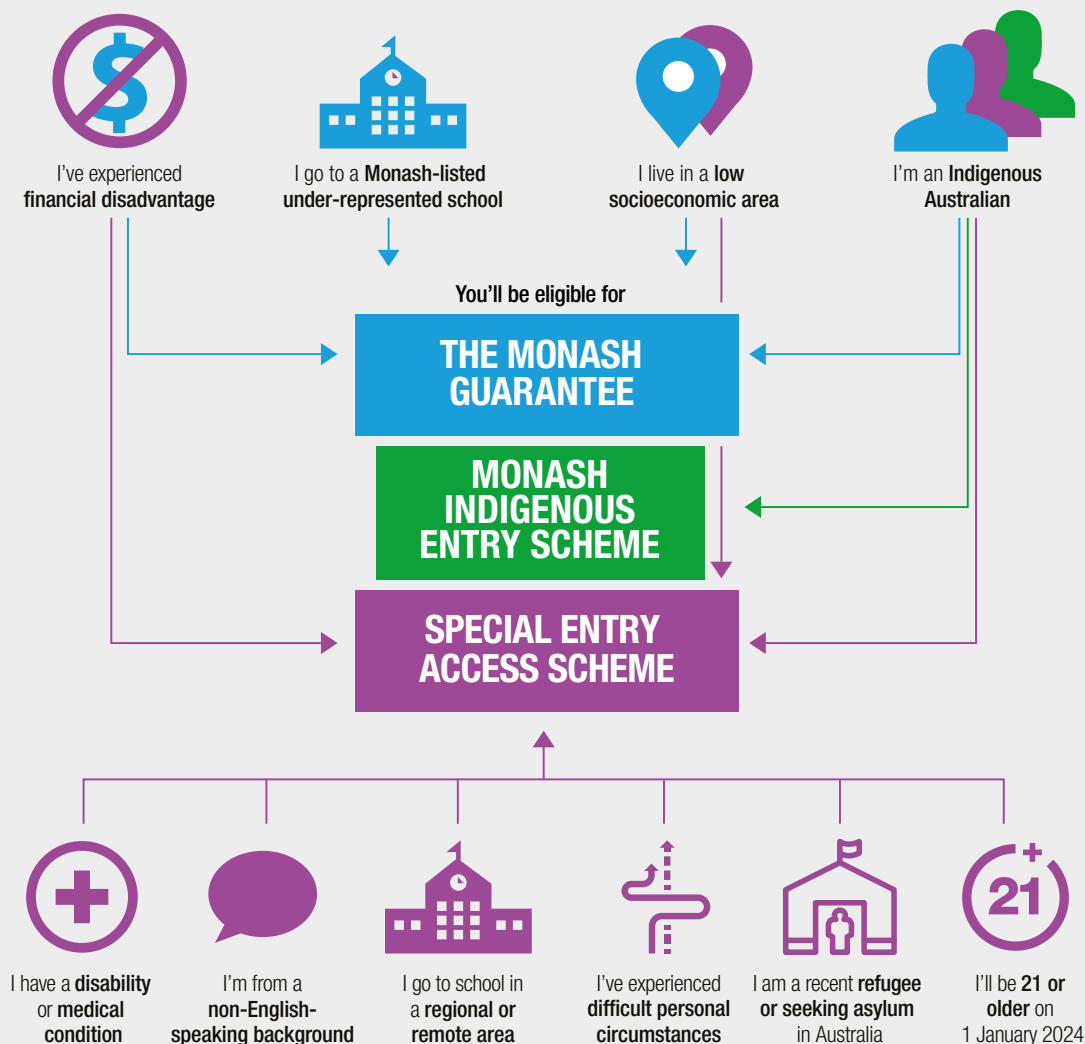 $
I've experienced
financial disadvantage
I go to a Monash-listed
under-represented school
I live in a low
socioeconomic area
I'm an Indigenous
Australian
You'll be eligible for
THE MONASH
GUARANTEE
MONASH
INDIGENOUS
ENTRY SCHEME
SPECIAL ENTRY
ACCESS SCHEME
21+
I have a disability
or medical
condition
I'm from a
non-English-
speaking background
I go to school in
a regional or
remote area
I've experienced
difficult personal
circumstances
I am a recent refugee
or seeking asylum
in Australia
I'll be 21 or
older on
1 January 2024